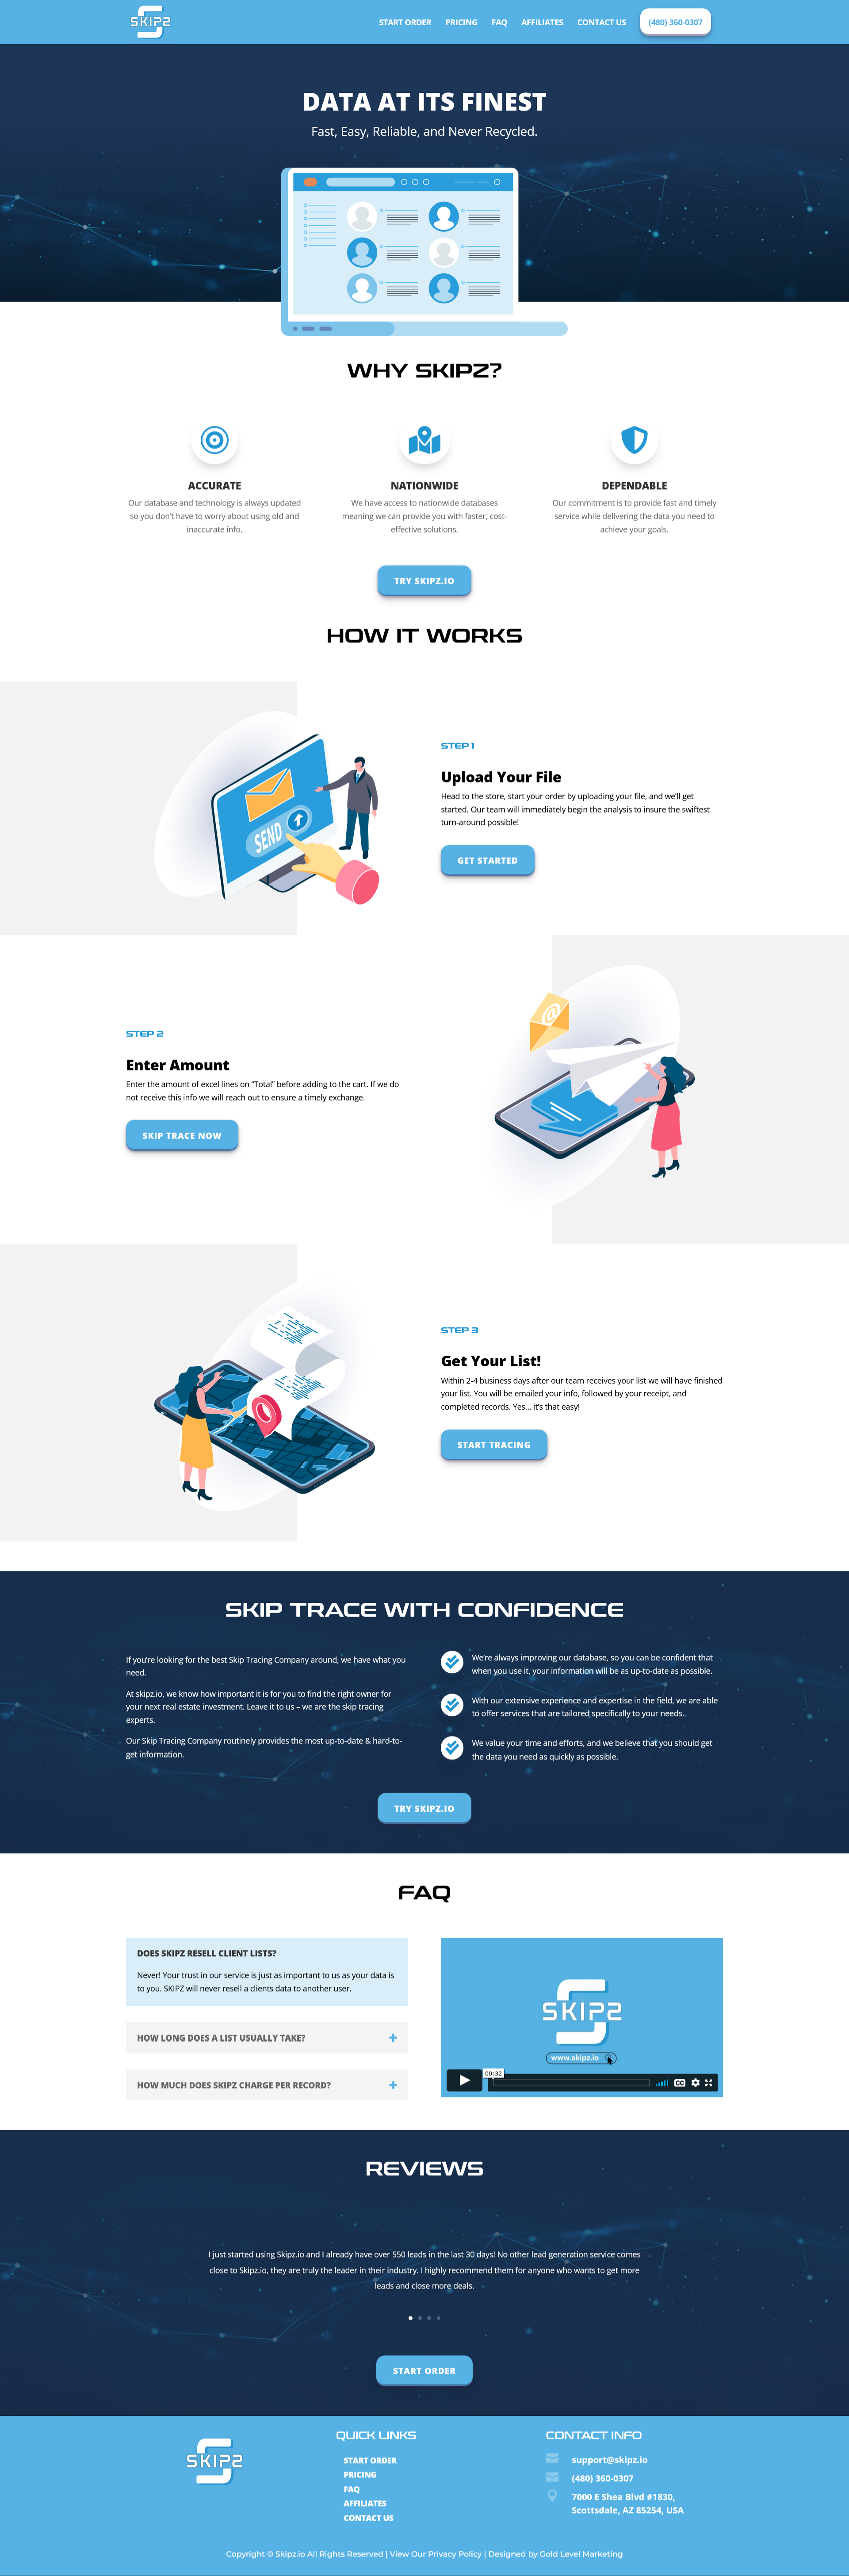 SKIPZ
START ORDER
PRICING
FAQ
AFFILIATES
CONTACT US
(480) 360-0307
DATA AT ITS FINEST
Fast, Easy, Reliable, and Never Recycled.
WHY SKIPZ?
ACCURATE
Our database and technology is always updated
so you don't have to worry about using old and
inaccurate info.
NATIONWIDE
We have access to nationwide databases
meaning we can provide you with faster, cost-
effective solutions.
DEPENDABLE
Our commitment is to provide fast and timely
service while delivering the data you need to
achieve your goals.
TRY SKIPZ.IO
HOW IT WORKS
SEND
STEP 1
Upload Your File
Head to the store, start your order by uploading your file, and we'll get
started. Our team will immediately begin the analysis to insure the swiftest
turn-around possible!
GET STARTED
STEP 2
Enter Amount
Enter the amount of excel lines on "Total" before adding to the cart. If we do
not receive this info we will reach out to ensure a timely exchange.
SKIP TRACE NOW
@
STEP 3
Get Your List!
Within 2-4 business days after our team receives your list we will have finished
your list. You will be emailed your info, followed by your receipt, and
completed records. Yes... it's that easy!
START TRACING
SKIP TRACE WITH CONFIDENCE
If you're looking for the best Skip Tracing Company around, we have what you
need.
At skipz.io, we know how important it is for you to find the right owner for
your next real estate investment. Leave it to us – we are the skip tracing
experts.
Our Skip Tracing Company routinely provides the most up-to-date & hard-to-
get information.
We're always improving our database, so you can be confident that
when you use it, your information will be as up-to-date as possible.
With our extensive experience and expertise in the field, we are able
to offer services that are tailored specifically to your needs.
We value your time and efforts, and we believe that you should get
the data you need as quickly as possible.
TRY SKIPZ.IO
FAQ
DOES SKIPZ RESELL CLIENT LISTS?
Never! Your trust in our service is just as important to us as your data is
to you. SKIPZ will never resell a clients data to another user.
HOW LONG DOES A LIST USUALLY TAKE?
HOW MUCH DOES SKIPZ CHARGE PER RECORD?
SKIPZ
www.skipz.io
00:32
CC
REVIEWS
I just started using Skipz.io and I already have over 550 leads in the last 30 days! No other lead generation service comes
close to Skipz.io, they are truly the leader in their industry. I highly recommend them for anyone who wants to get more
leads and close more deals.
START ORDER
SKIPZ
QUICK LINKS
START ORDER
PRICING
FAQ
AFFILIATES
CONTACT US
CONTACT INFO
support@skipz.io
(480) 360-0307
7000 E Shea Blvd #1830,
Scottsdale, AZ 85254, USA
Copyright © Skipz.io All Rights Reserved | View Our Privacy Policy | Designed by Gold Level Marketing